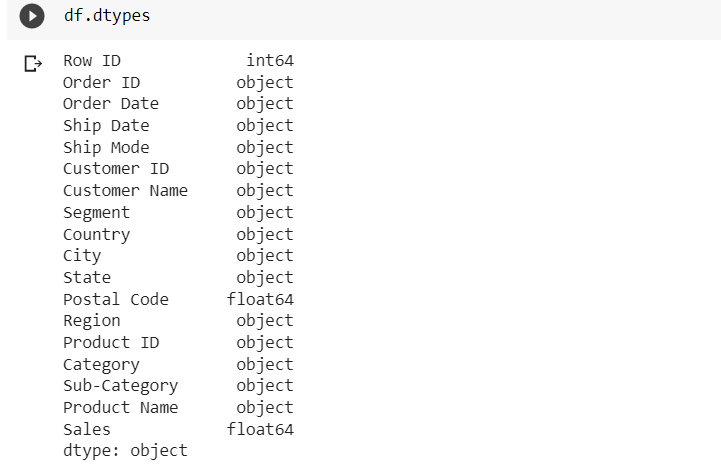 df.dtypes
Row ID int64
Order ID object
Order Date object
Ship Date object
Ship Mode object
Customer ID object
Customer Name object
Segment object
Country object
City object
State object
Postal Code float64
Region object
Product ID object
Category object
Sub-Category object
Product Name object
Sales float64
dtype: object